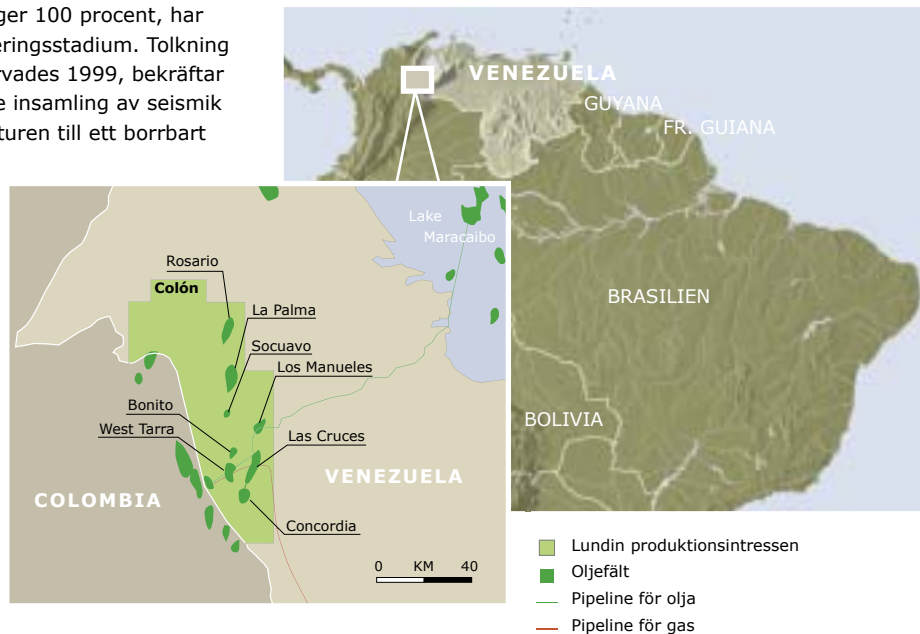 ger 100 procent, har
eringsstadium. Tolkning
rvades 1999, bekräftar
e insamling av seismik
turen till ett borrbart
VENEZUELA
GUYANA
FR. GUIANA
BRASILIEN
BOLIVIA
Lake
Maracaibo
Rosario
Colón
La Palma
Socuavo
Los Manueles
Bonito
West Tarra
Las Cruces
VENEZUELA
COLOMBIA
Concordia
0 KM 40
Lundin produktionsintressen
Oljefält
Pipeline för olja
Pipeline för gas